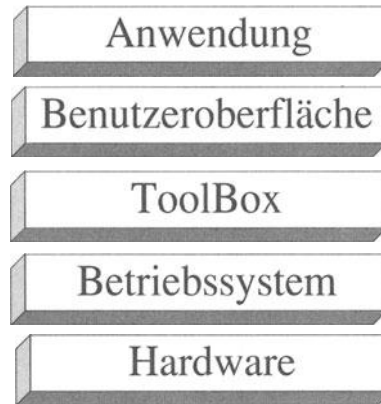 Anwendung
Benutzeroberfläche
ToolBox
Betriebssystem
Hardware